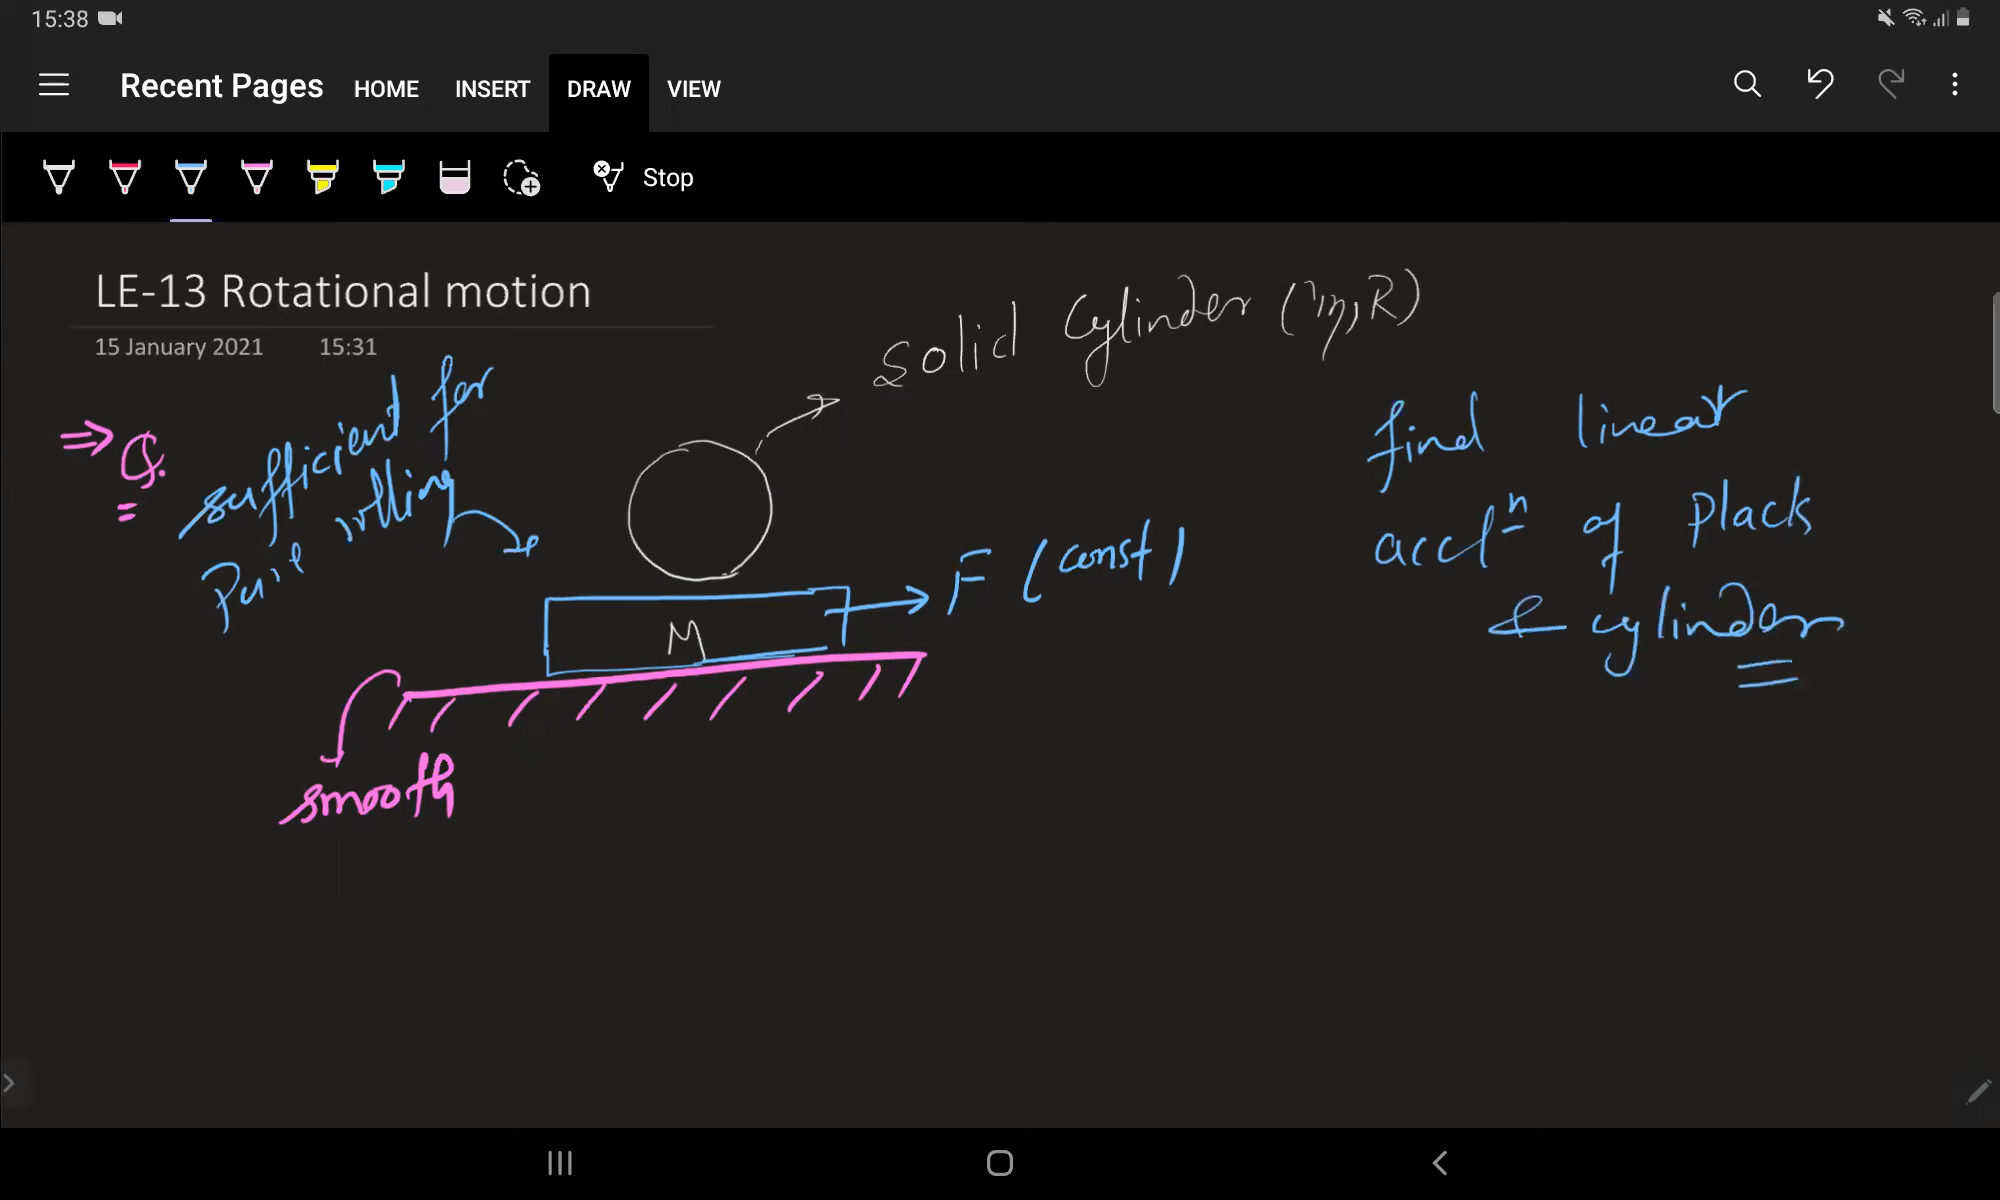 15:38
Recent Pages HOME INSERT DRAW VIEW
Stop
LE-13 Rotational motion
15 January 2021 15:31
Solid Cylinder (m, R)
⇒ Q.
sufficient for
Pure rolling
F (const)
M
smooth
find linear
accl^n of Plack
& cylinder